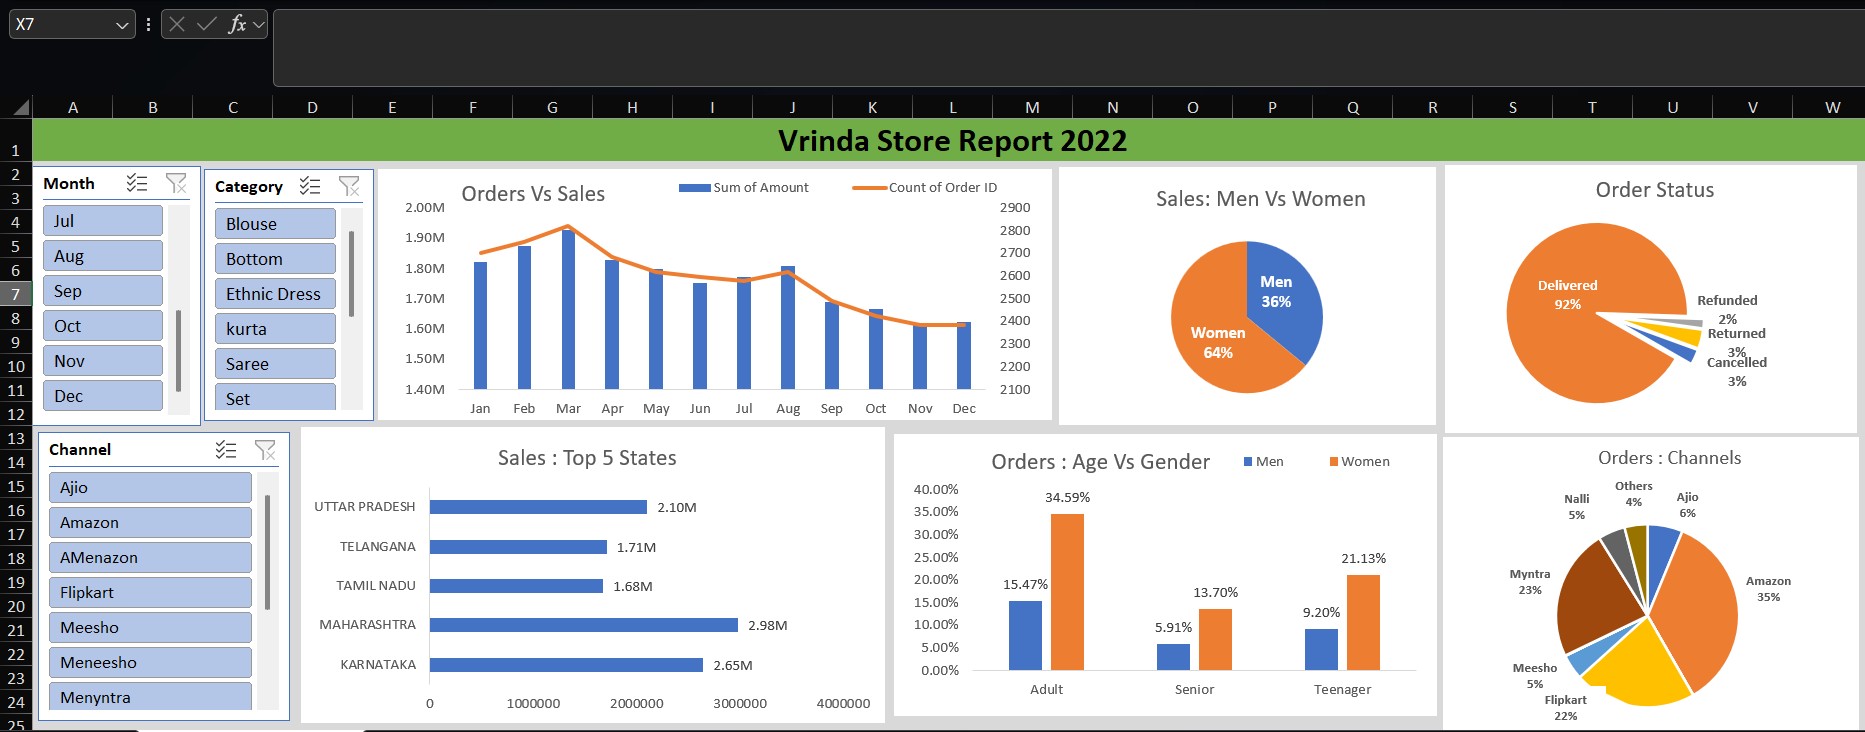 X7
fx
A B C D E F G H I J K L M N O P Q R S T U V W
1
2
3
4
5
6
7
8
9
10
11
12
13
14
15
16
17
18
19
20
21
22
23
24
25
Vrinda Store Report 2022
Month
Jul
Aug
Sep
Oct
Nov
Dec
Category
Blouse
Bottom
Ethnic Dress
kurta
Saree
Set
Orders Vs Sales
Sum of Amount
Count of Order ID
2.00M
1.90M
1.80M
1.70M
1.60M
1.50M
1.40M
2900
2800
2700
2600
2500
2400
2300
2200
2100
Jan Feb Mar Apr May Jun Jul Aug Sep Oct Nov Dec
Sales: Men Vs Women
Men
36%
Women
64%
Order Status
Delivered
92%
Refunded
2%
Returned
3%
Cancelled
3%
Channel
Ajio
Amazon
AMenazon
Flipkart
Meesho
Meneesho
Menyntra
Sales : Top 5 States
UTTAR PRADESH 2.10M
TELANGANA 1.71M
TAMIL NADU 1.68M
MAHARASHTRA 2.98M
KARNATAKA 2.65M
0 1000000 2000000 3000000 4000000
Orders : Age Vs Gender
Men
Women
40.00%
35.00%
30.00%
25.00%
20.00%
15.00%
10.00%
5.00%
0.00%
15.47%
34.59%
5.91%
13.70%
9.20%
21.13%
Adult Senior Teenager
Orders : Channels
Others
4%
Ajio
6%
Nalli
5%
Myntra
23%
Amazon
35%
Meesho
5%
Flipkart
22%